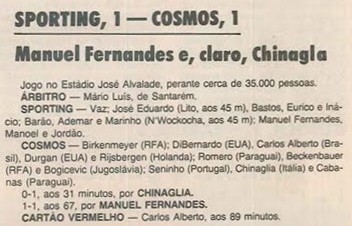 SPORTING, 1 — COSMOS, 1
Manuel Fernandes e, claro, Chinagla
Jogo no Estádio José Alvalade, perante cerca de 35.000 pessoas.
ÁRBITRO — Mário Luís, de Santarém.
SPORTING — Vaz; José Eduardo (Lito, aos 45 m), Bastos, Eurico e Iná-
cio; Barão, Ademar e Marinho (N'Wockocha, aos 45 m); Manuel Fernandes,
Manoel e Jordão.
COSMOS — Birkenmeyer (RFA); DiBernardo (EUA), Carlos Alberto (Bra-
sil), Durgan (EUA) e Rijsbergen (Holanda); Romero (Paraguai), Beckenbauer
(RFA) e Bogicevic (Jugoslávia); Seninho (Portugal), Chinaglia (Itália) e Caba-
nas (Paraguai).
0-1, aos 31 minutos, por CHINAGLIA.
1-1, aos 67, por MANUEL FERNANDES.
CARTÃO VERMELHO — Carlos Alberto, aos 89 minutos.